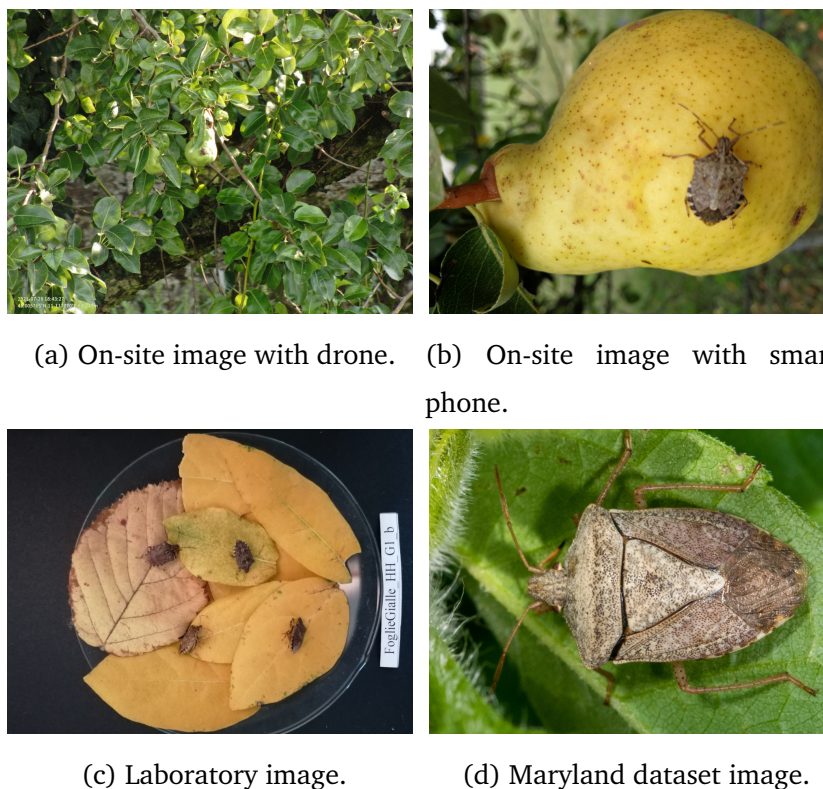 (a) On-site image with drone.
(b) On-site image with smar
phone.
FoglieGialle_HH_G1_b
(c) Laboratory image.
(d) Maryland dataset image.